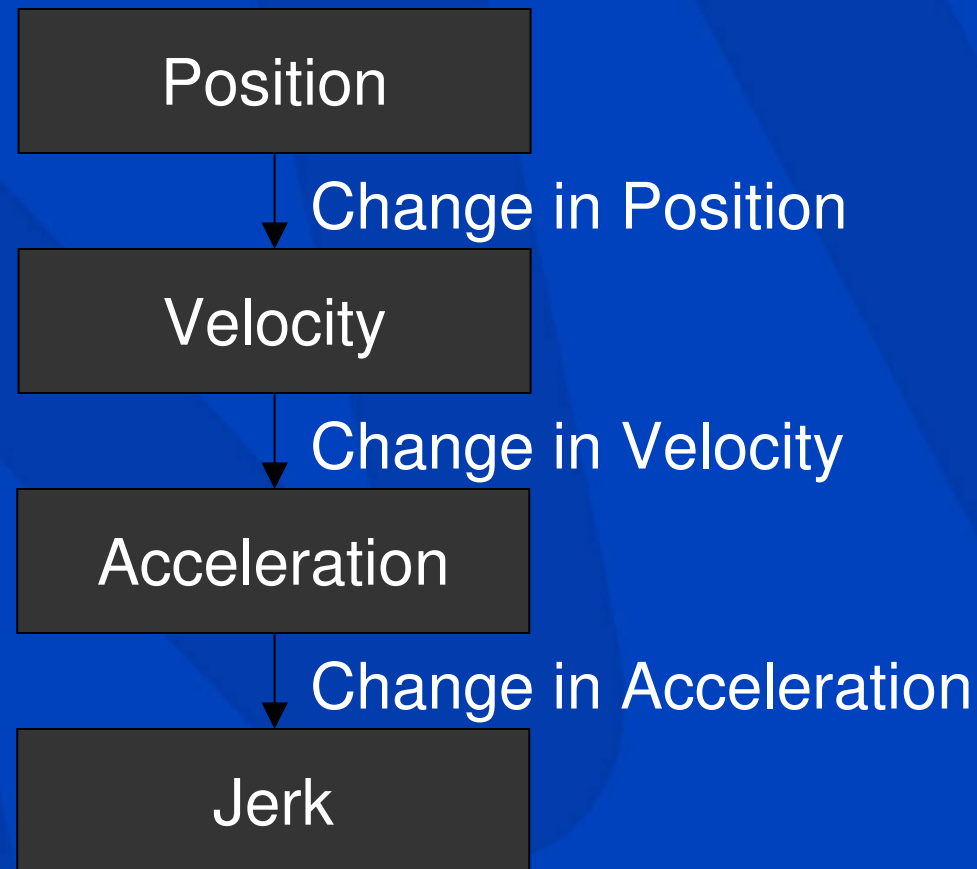 Position
Change in Position
Velocity
Change in Velocity
Acceleration
Change in Acceleration
Jerk